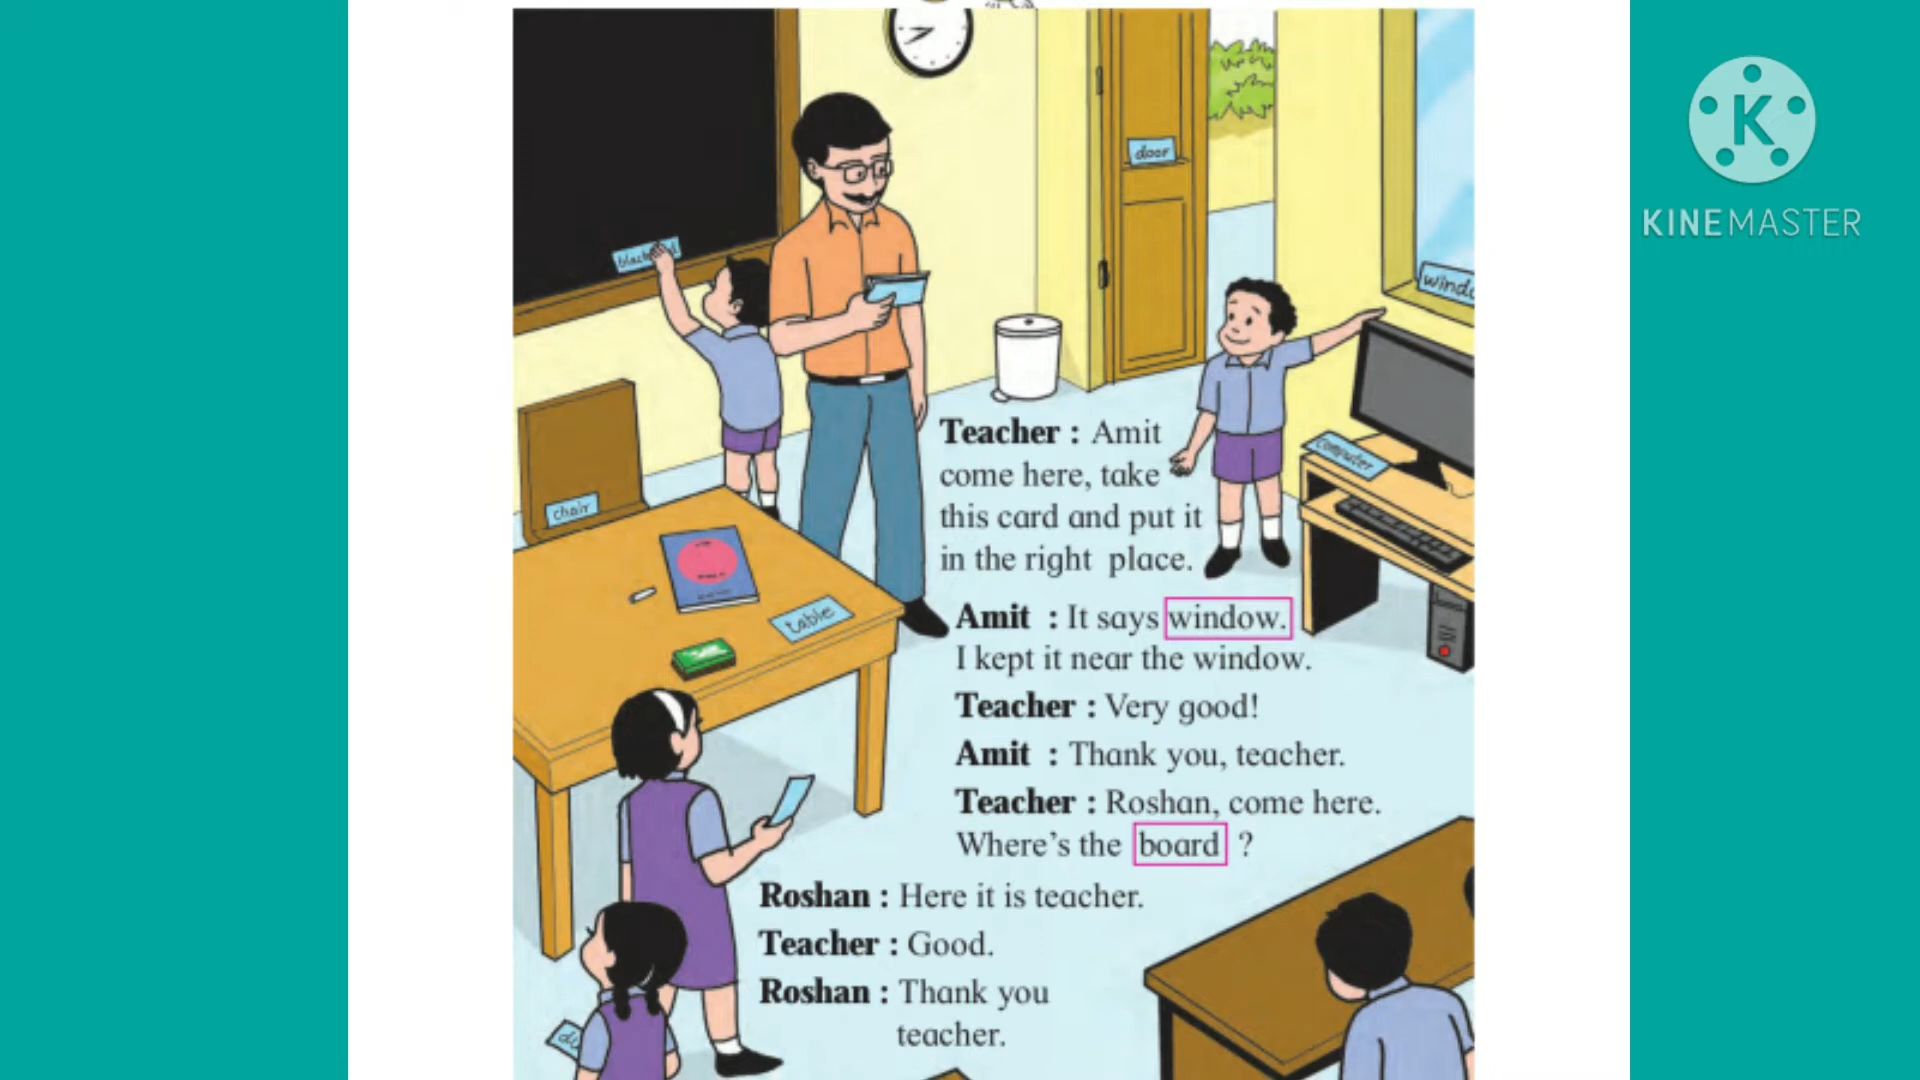 door
window
computer
chair
table
KINEMASTER
K
Teacher : Amit
come here, take
this card and put it
in the right place.
Amit : It says window.
I kept it near the window.
Teacher : Very good!
Amit : Thank you, teacher.
Teacher : Roshan, come here.
Where's the board ?
Roshan : Here it is teacher.
Teacher : Good.
Roshan : Thank you
teacher.